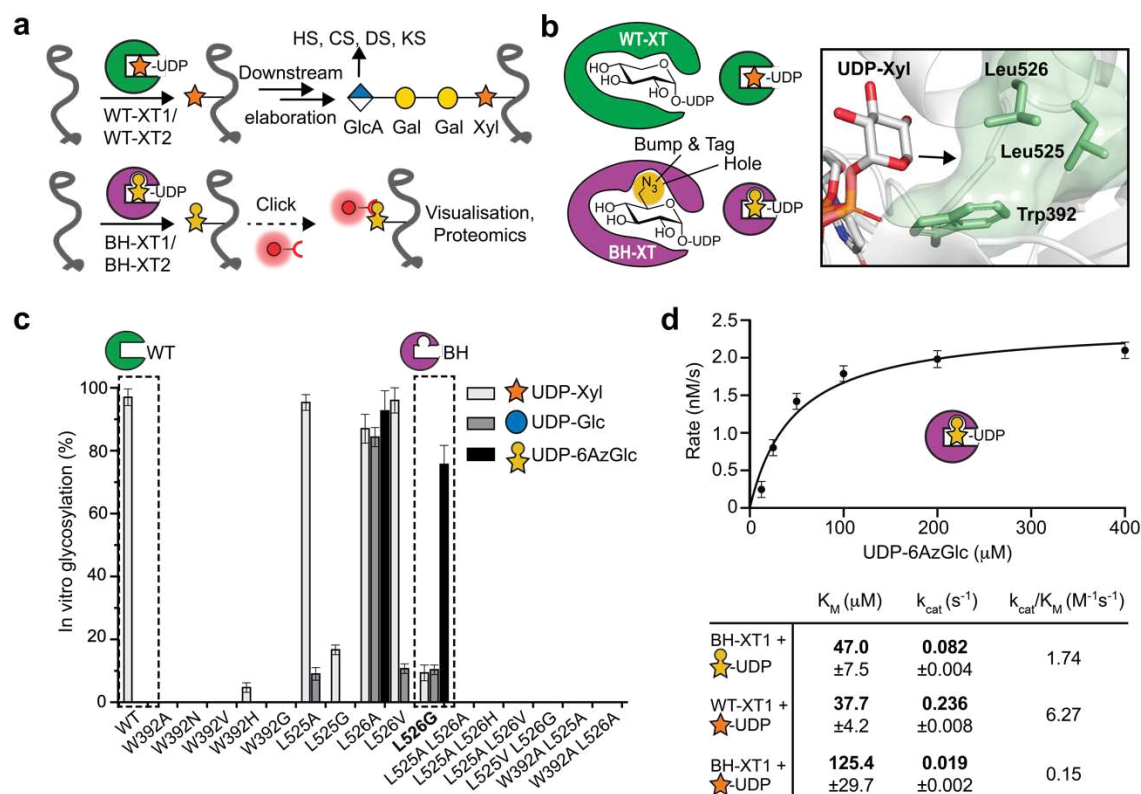 a
HS, CS, DS, KS
-UDP
WT-XT1/
WT-XT2
Downstream
elaboration
GlcA Gal Gal Xyl
-UDP
BH-XT1/
BH-XT2
Click
Visualisation,
Proteomics
b
WT-XT
HO
HO
HO
O
O-UDP
-UDP
Bump & Tag
Hole
N3
HO
HO
HO
O
O-UDP
BH-XT
-UDP
UDP-Xyl
Leu526
Leu525
Trp392
c
WT
BH
UDP-Xyl
UDP-Glc
UDP-6AzGlc
In vitro glycosylation (%)
100
80
60
40
20
0
WT
W392A
W392N
W392V
W392H
W392G
L525A
L525G
L526A
L526V
L526G
L525A L526A
L525A L526H
L525A L526V
L525V L526G
W392A L525A
W392A L526A
d
Rate (nM/s)
2.5
2.0
1.5
1.0
0.5
0
-UDP
0 100 200 300 400
UDP-6AzGlc (µM)
KM (µM) kcat (s-1) kcat/KM (M-1s-1)
BH-XT1 + 47.0 0.082 1.74
-UDP ±7.5 ±0.004
WT-XT1 + 37.7 0.236 6.27
-UDP ±4.2 ±0.008
BH-XT1 + 125.4 0.019 0.15
-UDP ±29.7 ±0.002